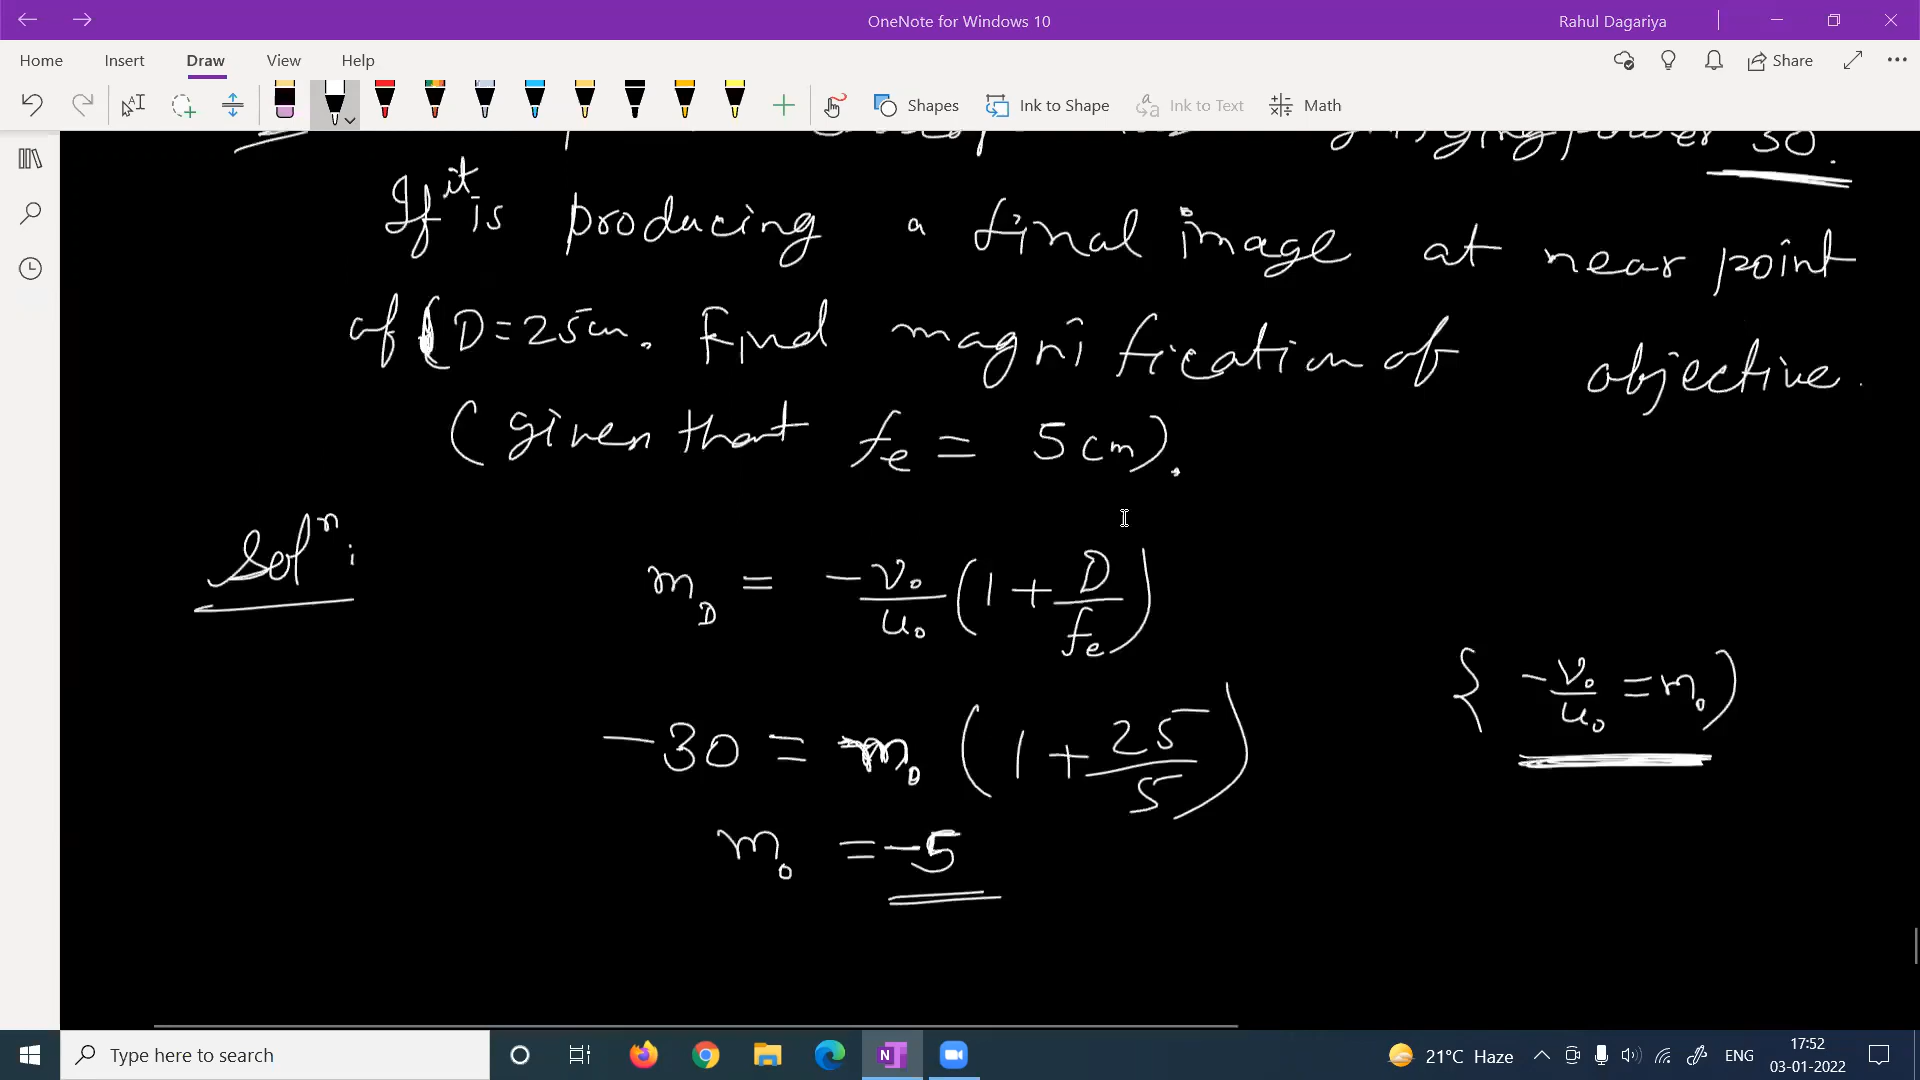 OneNote for Windows 10
Rahul Dagariya
Home Insert Draw View Help
Share
Shapes Ink to Shape Ink to Text Math
power 30.
If it is producing a final image at near point
of (D=25cm. Find magnification of objective.
(given that fe = 5cm).
Solⁿ:
m_D = -v₀/u₀ (1 + D/fe)
{ -v₀/u₀ = m₀)
-30 = m₀ (1 + 25/5)
m₀ = -5
Type here to search
21°C Haze
ENG
17:52
03-01-2022